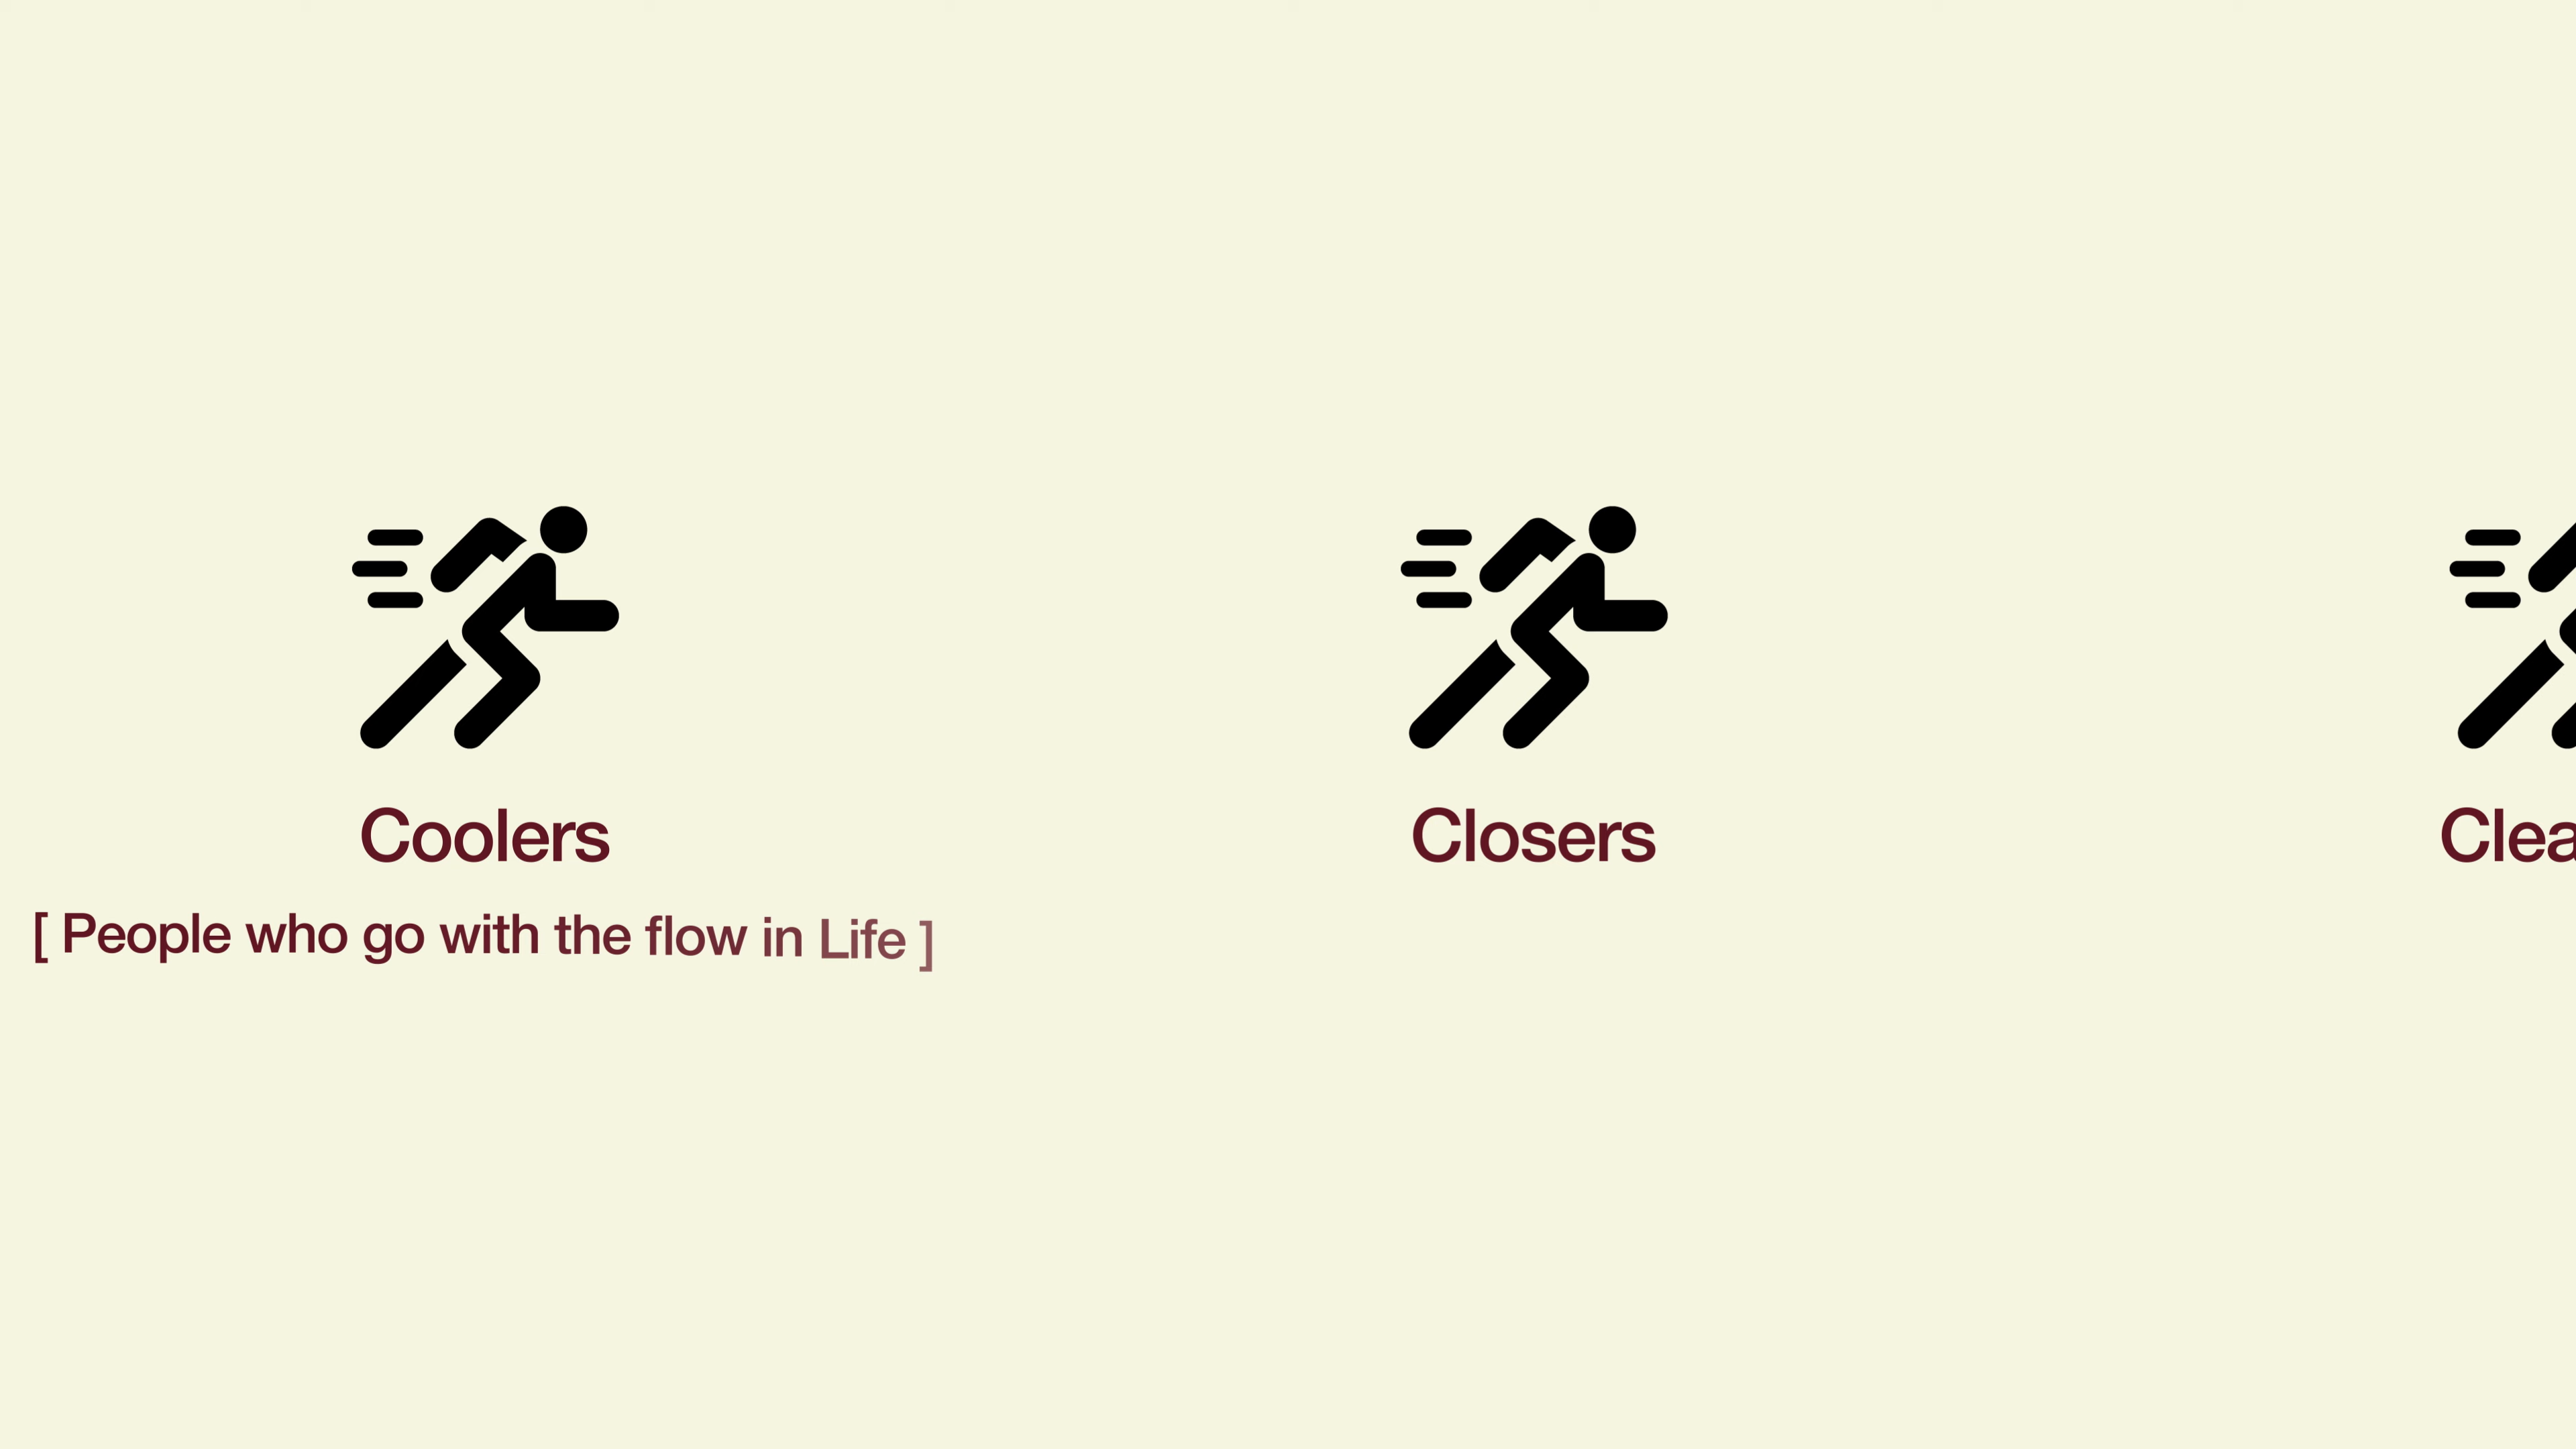 Coolers
Closers
[ People who go with the flow in Life ]